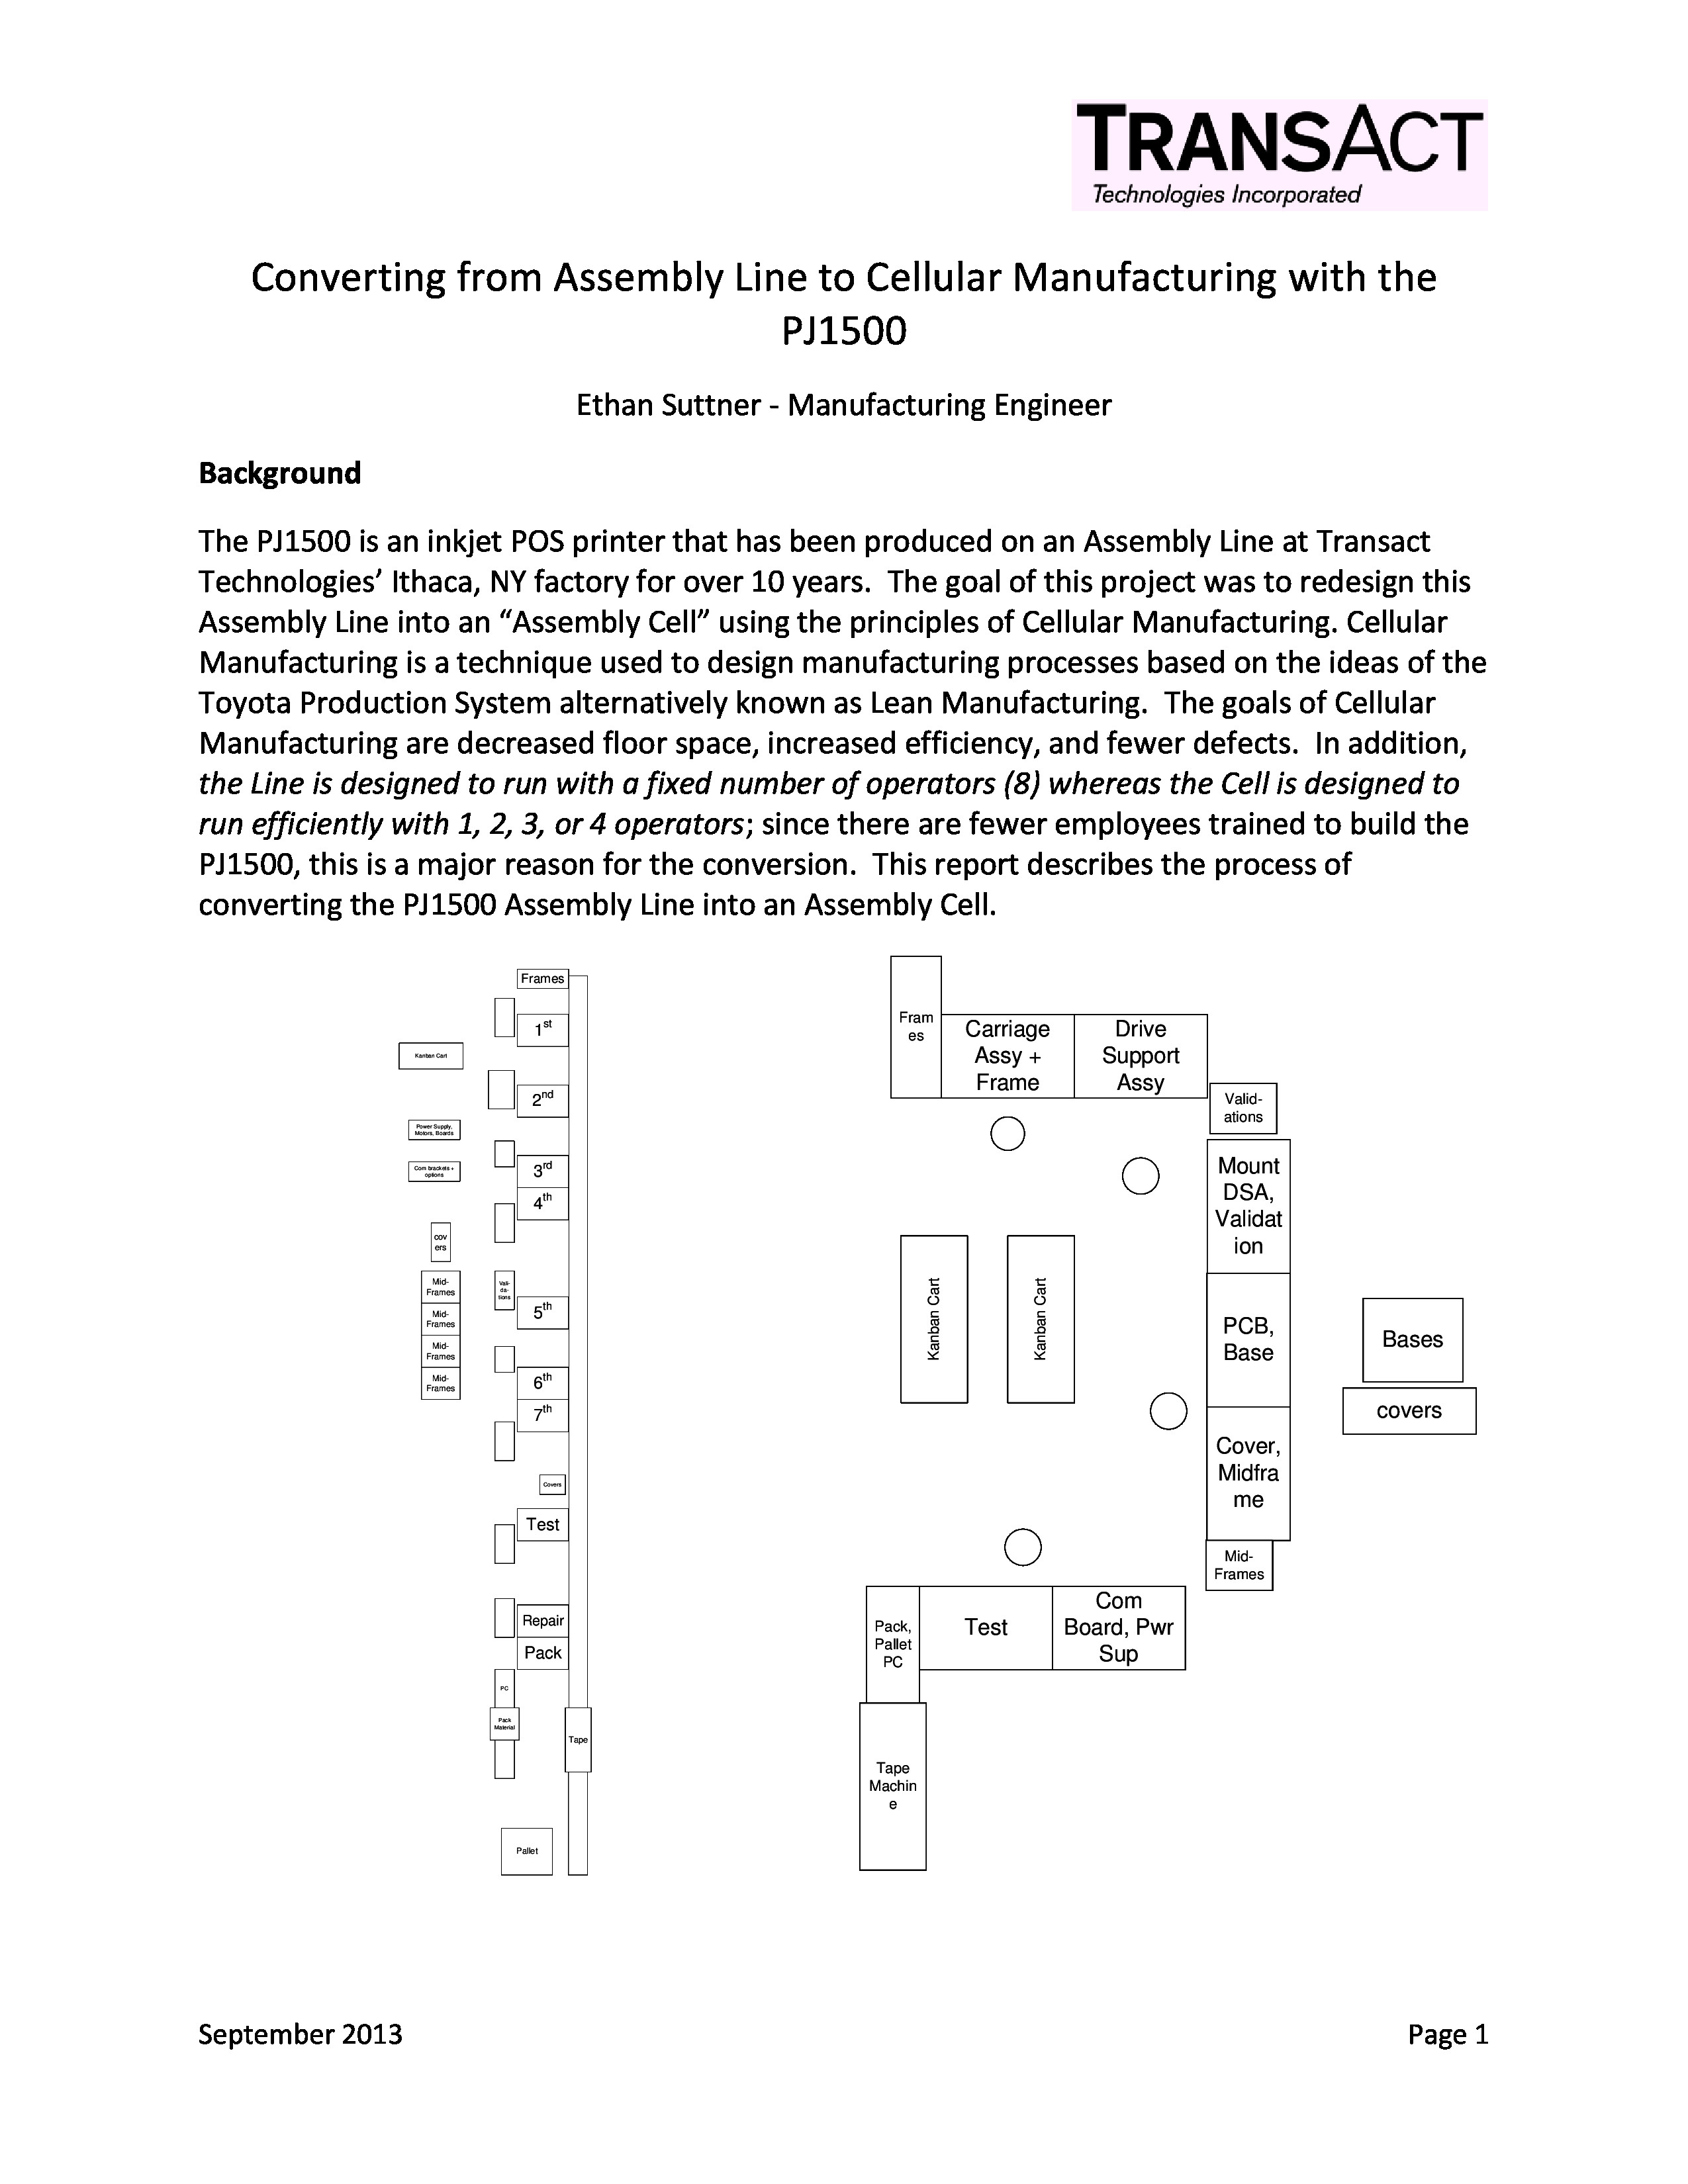 TRANSACT
Technologies Incorporated
Converting from Assembly Line to Cellular Manufacturing with the
PJ1500
Ethan Suttner - Manufacturing Engineer
Background
The PJ1500 is an inkjet POS printer that has been produced on an Assembly Line at Transact
Technologies’ Ithaca, NY factory for over 10 years.  The goal of this project was to redesign this
Assembly Line into an “Assembly Cell” using the principles of Cellular Manufacturing. Cellular
Manufacturing is a technique used to design manufacturing processes based on the ideas of the
Toyota Production System alternatively known as Lean Manufacturing.  The goals of Cellular
Manufacturing are decreased floor space, increased efficiency, and fewer defects.  In addition,
the Line is designed to run with a fixed number of operators (8) whereas the Cell is designed to
run efficiently with 1, 2, 3, or 4 operators; since there are fewer employees trained to build the
PJ1500, this is a major reason for the conversion.  This report describes the process of
converting the PJ1500 Assembly Line into an Assembly Cell.
Frames
1st
Kanban Cart
2nd
Power Supply,
Motors, Boards
3rd
Com brackets +
options
4th
cov
ers
Mid-
Frames
Mid-
Frames
Mid-
Frames
Mid-
Frames
Vali-
da-
tions
5th
6th
7th
Covers
Test
Repair
Pack
PC
Pack
Material
Tape
Pallet
Fram
es
Carriage
Assy +
Frame
Drive
Support
Assy
Valid-
ations
Mount
DSA,
Validat
ion
Kanban Cart
Kanban Cart
PCB,
Base
Bases
covers
Cover,
Midfra
me
Mid-
Frames
Pack,
Pallet
PC
Test
Com
Board, Pwr
Sup
Tape
Machin
e
September 2013
Page 1